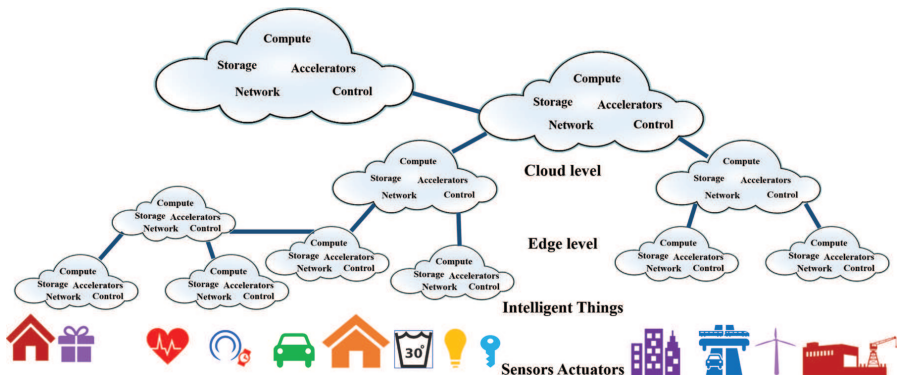 Compute
Storage Accelerators
Network Control
Compute
Storage Accelerators
Network Control
Cloud level
Compute
Storage Accelerators
Network Control
Compute
Storage Accelerators
Network Control
Compute
Storage Accelerators
Network Control
Edge level
Compute
Storage Accelerators
Network Control
Compute
Storage Accelerators
Network Control
Compute
Storage Accelerators
Network Control
Compute
Storage Accelerators
Network Control
Compute
Storage Accelerators
Network Control
Compute
Storage Accelerators
Network Control
Intelligent Things
30°
Sensors Actuators